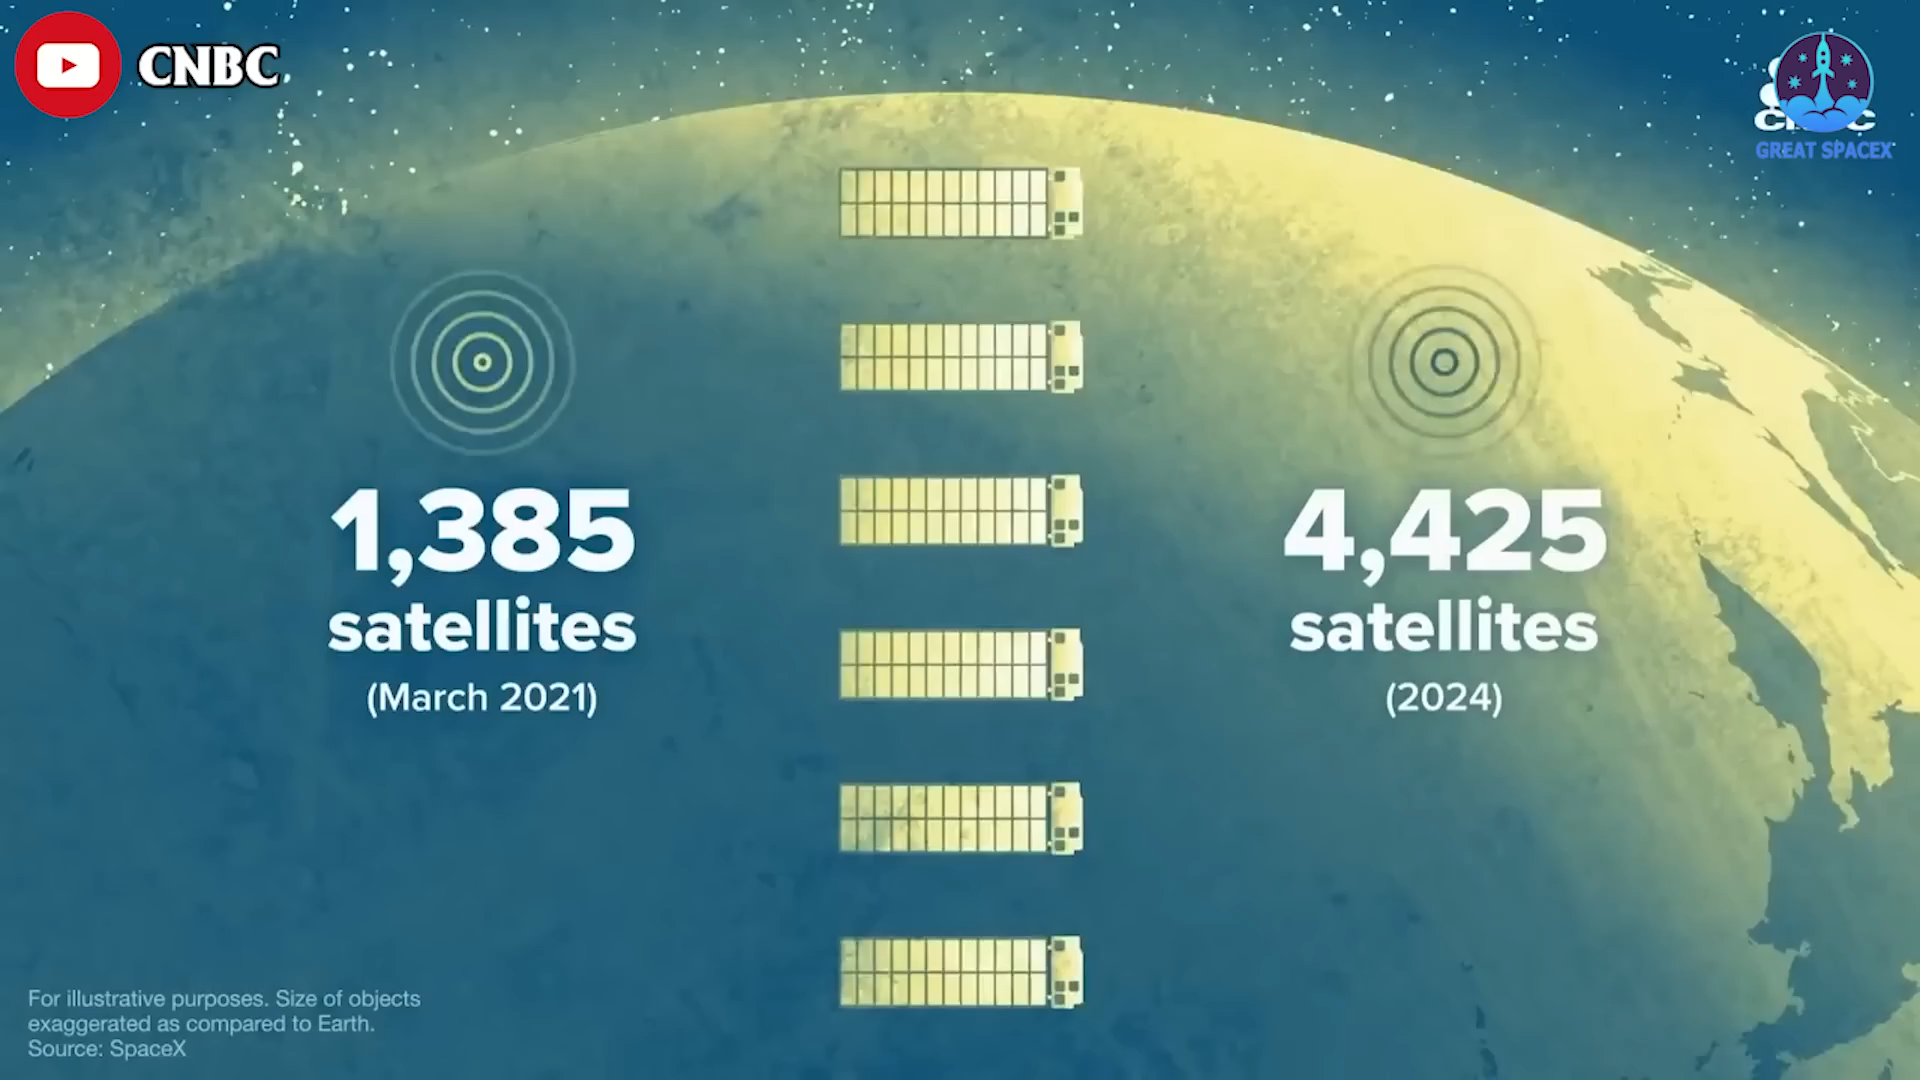 CNBC
GREAT SPACEX
1,385
satellites
(March 2021)
4,425
satellites
(2024)
For illustrative purposes. Size of objects
exaggerated as compared to Earth.
Source: SpaceX